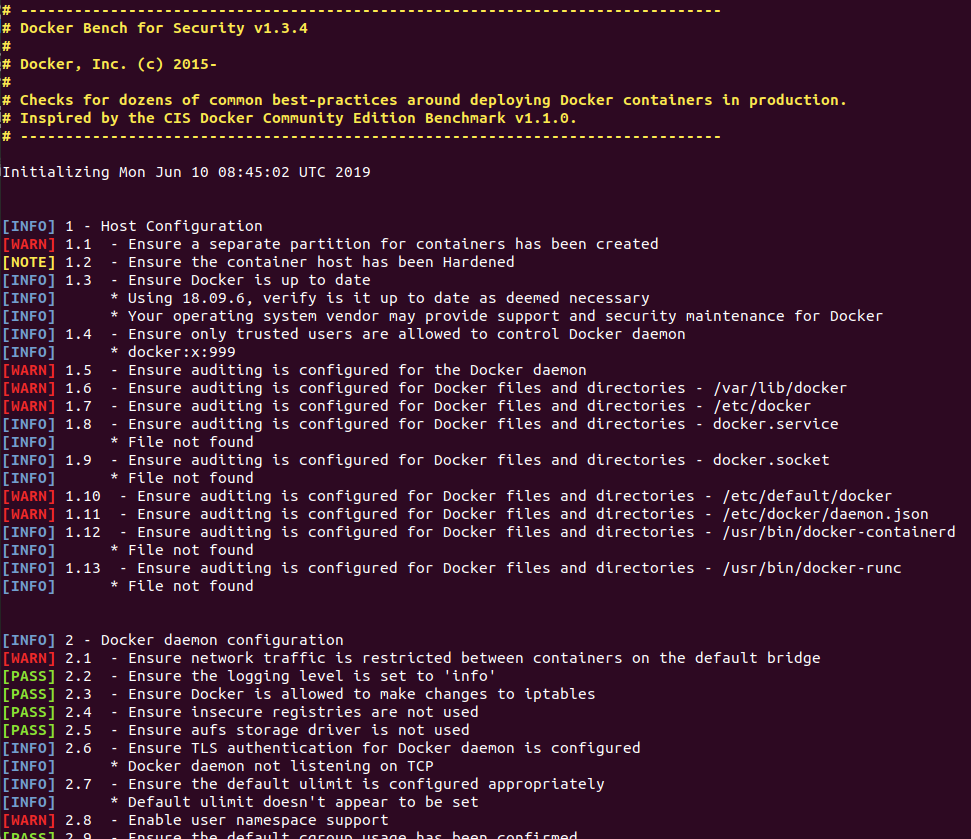 # ------------------------------------------------------------------------------
# Docker Bench for Security v1.3.4
#
# Docker, Inc. (c) 2015-
#
# Checks for dozens of common best-practices around deploying Docker containers in production.
# Inspired by the CIS Docker Community Edition Benchmark v1.1.0.
# ------------------------------------------------------------------------------
Initializing Mon Jun 10 08:45:02 UTC 2019
[INFO] 1 - Host Configuration
[WARN] 1.1  - Ensure a separate partition for containers has been created
[NOTE] 1.2  - Ensure the container host has been Hardened
[INFO] 1.3  - Ensure Docker is up to date
[INFO]      * Using 18.09.6, verify is it up to date as deemed necessary
[INFO]      * Your operating system vendor may provide support and security maintenance for Docker
[INFO] 1.4  - Ensure only trusted users are allowed to control Docker daemon
[INFO]      * docker:x:999
[WARN] 1.5  - Ensure auditing is configured for the Docker daemon
[WARN] 1.6  - Ensure auditing is configured for Docker files and directories - /var/lib/docker
[WARN] 1.7  - Ensure auditing is configured for Docker files and directories - /etc/docker
[INFO] 1.8  - Ensure auditing is configured for Docker files and directories - docker.service
[INFO]      * File not found
[INFO] 1.9  - Ensure auditing is configured for Docker files and directories - docker.socket
[INFO]      * File not found
[WARN] 1.10  - Ensure auditing is configured for Docker files and directories - /etc/default/docker
[WARN] 1.11  - Ensure auditing is configured for Docker files and directories - /etc/docker/daemon.json
[INFO] 1.12  - Ensure auditing is configured for Docker files and directories - /usr/bin/docker-containerd
[INFO]      * File not found
[INFO] 1.13  - Ensure auditing is configured for Docker files and directories - /usr/bin/docker-runc
[INFO]      * File not found
[INFO] 2 - Docker daemon configuration
[WARN] 2.1  - Ensure network traffic is restricted between containers on the default bridge
[PASS] 2.2  - Ensure the logging level is set to 'info'
[PASS] 2.3  - Ensure Docker is allowed to make changes to iptables
[PASS] 2.4  - Ensure insecure registries are not used
[PASS] 2.5  - Ensure aufs storage driver is not used
[INFO] 2.6  - Ensure TLS authentication for Docker daemon is configured
[INFO]      * Docker daemon not listening on TCP
[INFO] 2.7  - Ensure the default ulimit is configured appropriately
[INFO]      * Default ulimit doesn't appear to be set
[WARN] 2.8  - Enable user namespace support
[PASS] 2.9  - Ensure the default cgroup usage has been confirmed